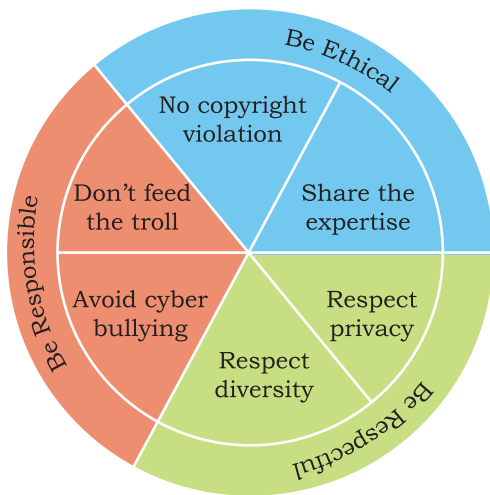 Be Ethical
No copyright
violation
Share the
expertise
Be Responsible
Don’t feed
the troll
Avoid cyber
bullying
Be Respectful
Respect
privacy
Respect
diversity